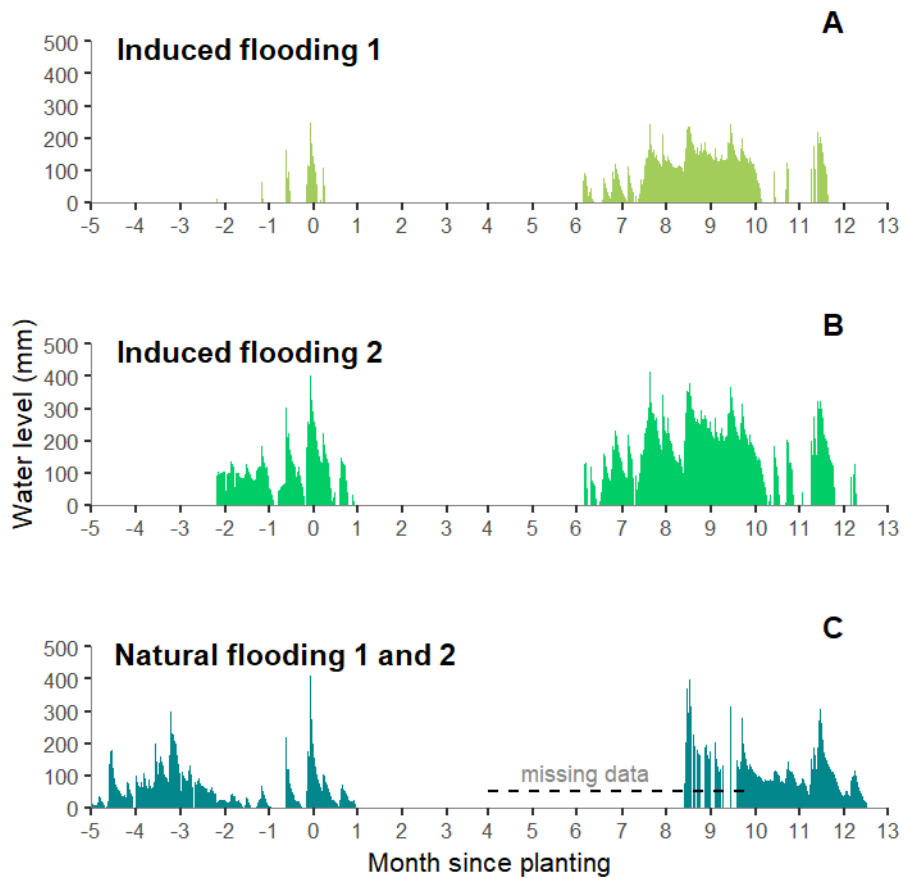 A
Induced flooding 1
500
400
300
200
100
0
-5 -4 -3 -2 -1 0 1 2 3 4 5 6 7 8 9 10 11 12 13
B
Induced flooding 2
500
400
300
200
100
0
-5 -4 -3 -2 -1 0 1 2 3 4 5 6 7 8 9 10 11 12 13
Water level (mm)
C
Natural flooding 1 and 2
500
400
300
200
100
0
missing data
-5 -4 -3 -2 -1 0 1 2 3 4 5 6 7 8 9 10 11 12 13
Month since planting